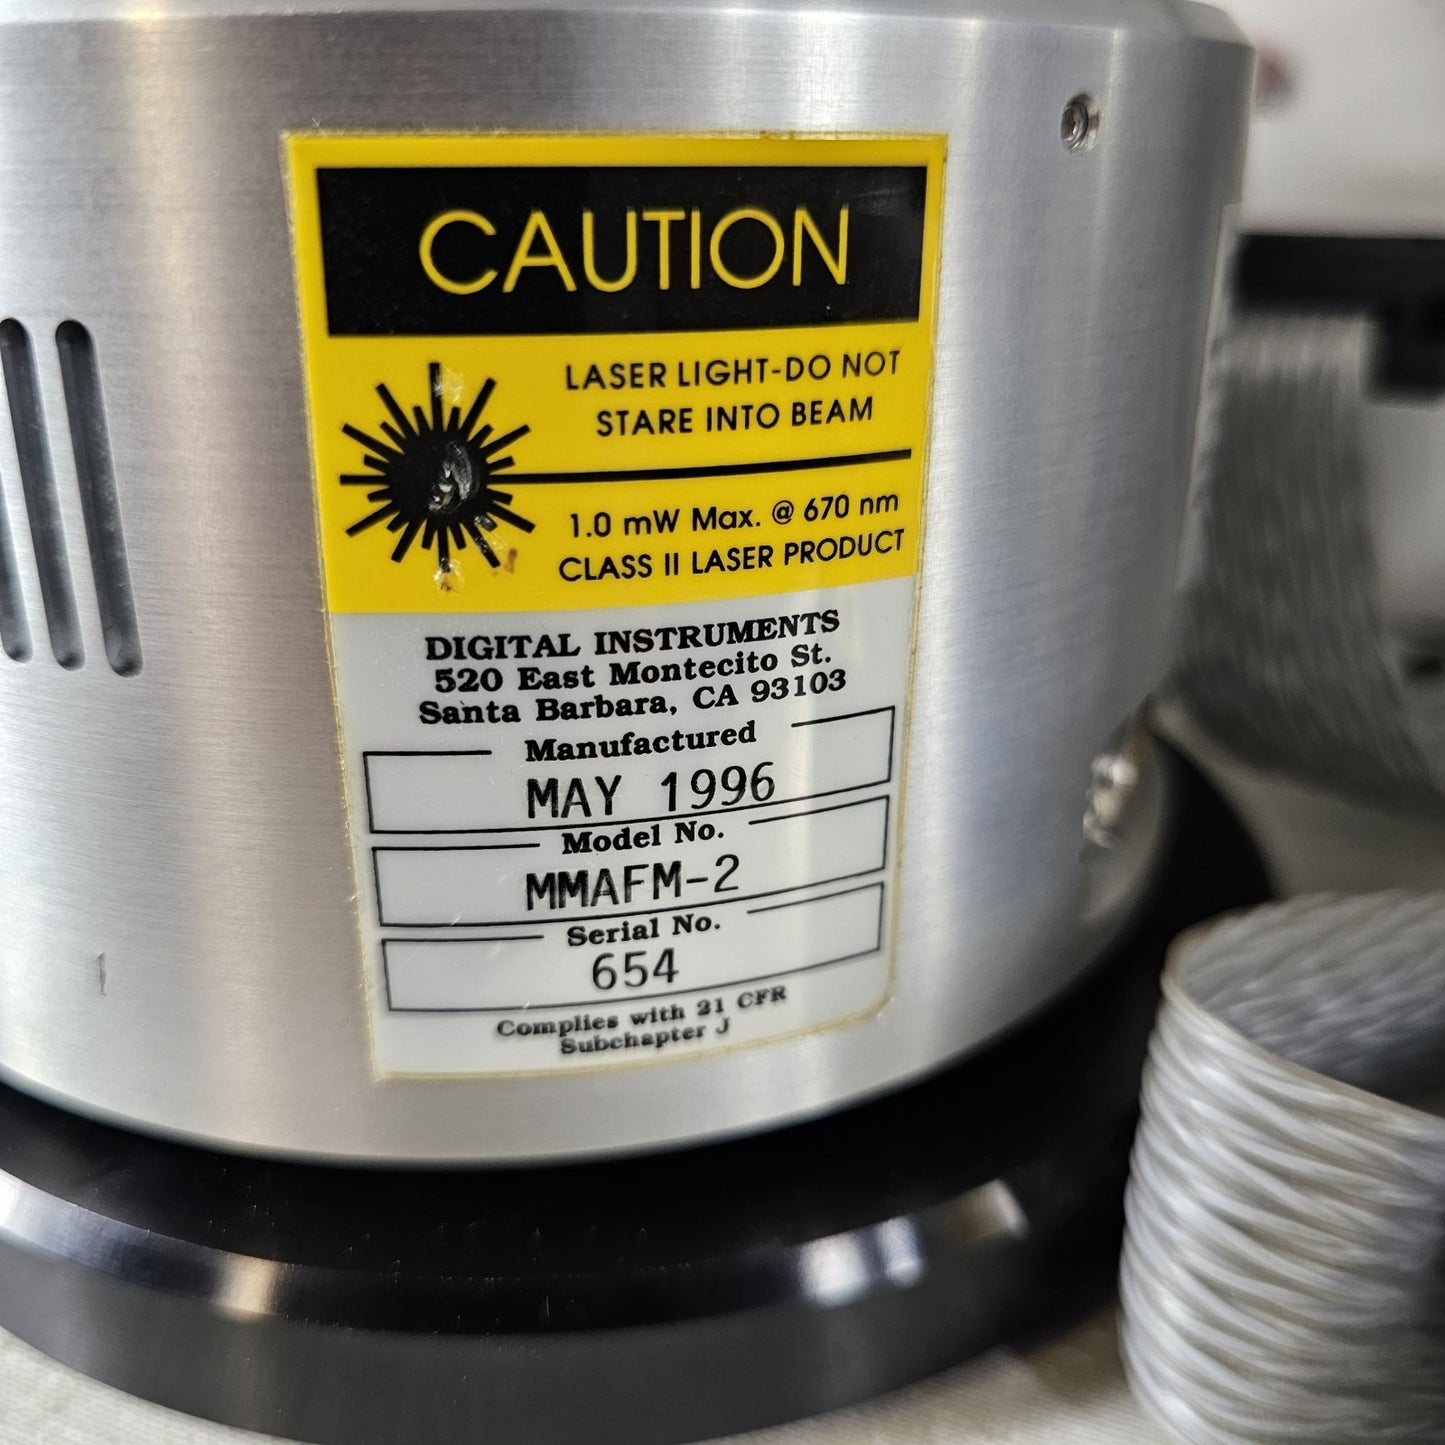 CAUTION
LASER LIGHT-DO NOT
STARE INTO BEAM
1.0 mW Max. @ 670 nm
CLASS II LASER PRODUCT
DIGITAL INSTRUMENTS
520 East Montecito St.
Santa Barbara, CA 93103
Manufactured
MAY 1996
Model No.
MMAFM-2
Serial No.
654
Complies with 21 CFR
Subchapter J